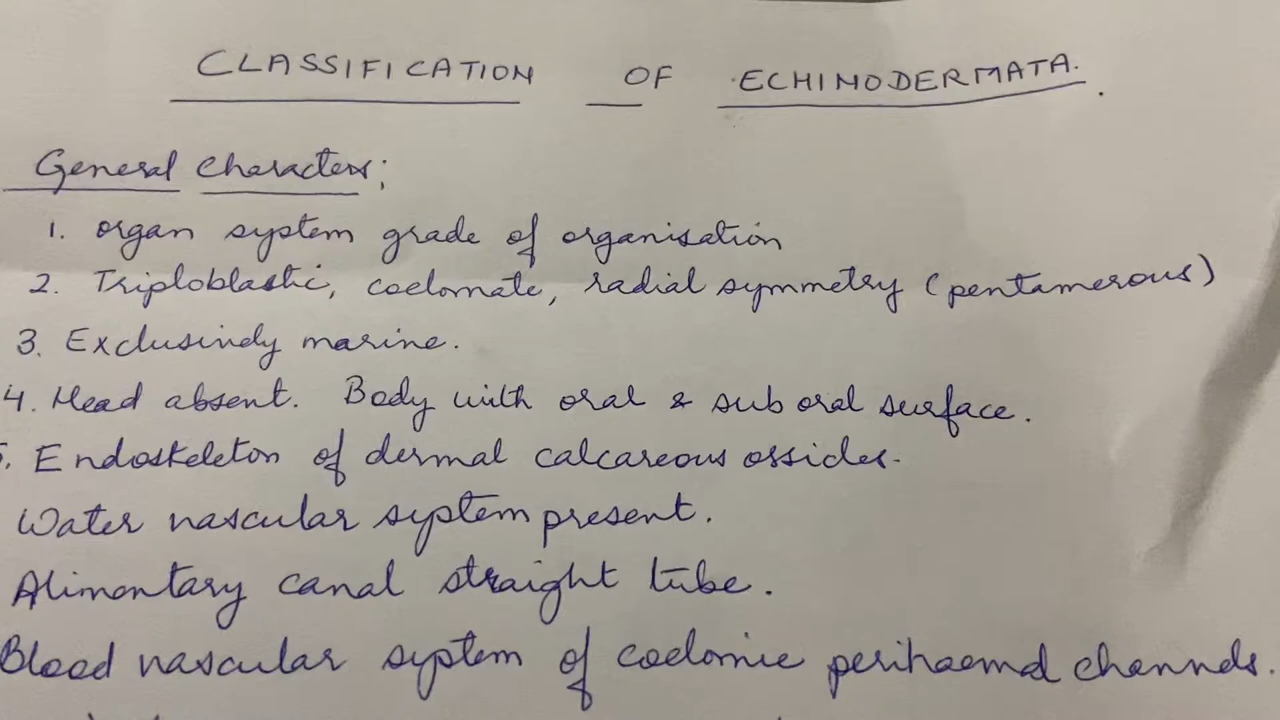 CLASSIFICATION OF ECHINODERMATA.
General Characters;
1. organ system grade of organisation
2. Triploblastic, coelomate, radial symmetry (pentamerous)
3. Exclusively marine.
4. Head absent. Body with oral & sub oral surface.
5. Endoskeleton of dermal calcareous ossicles.
Water vascular system present.
Alimentary canal straight tube.
Blood vascular system of coelomic perihaemal channels.